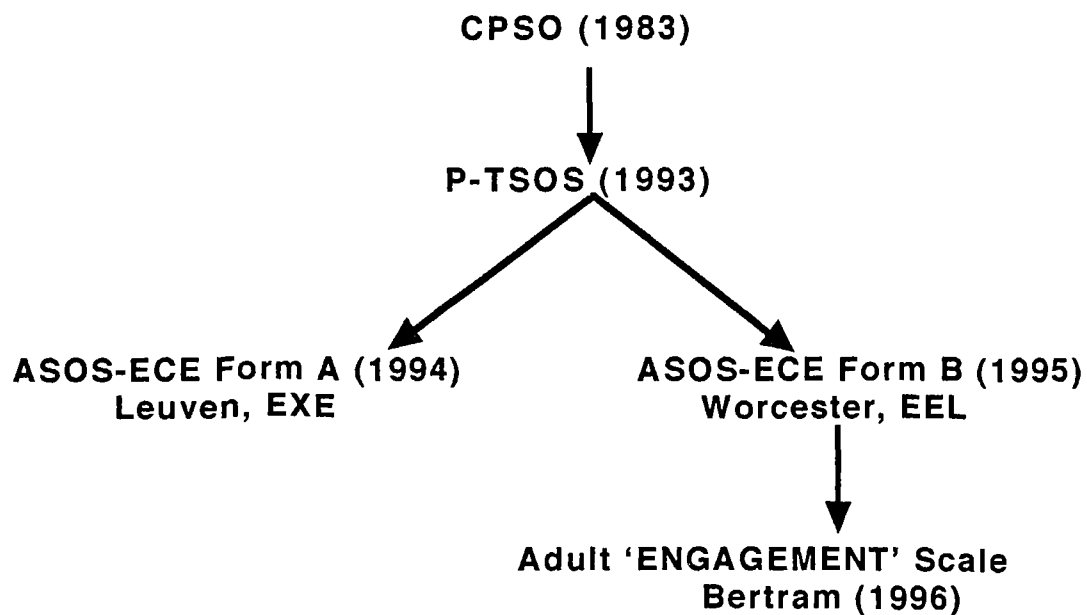 CPSO (1983)
P-TSOS (1993)
ASOS-ECE Form A (1994)
Leuven, EXE
ASOS-ECE Form B (1995)
Worcester, EEL
Adult ‘ENGAGEMENT’ Scale
Bertram (1996)